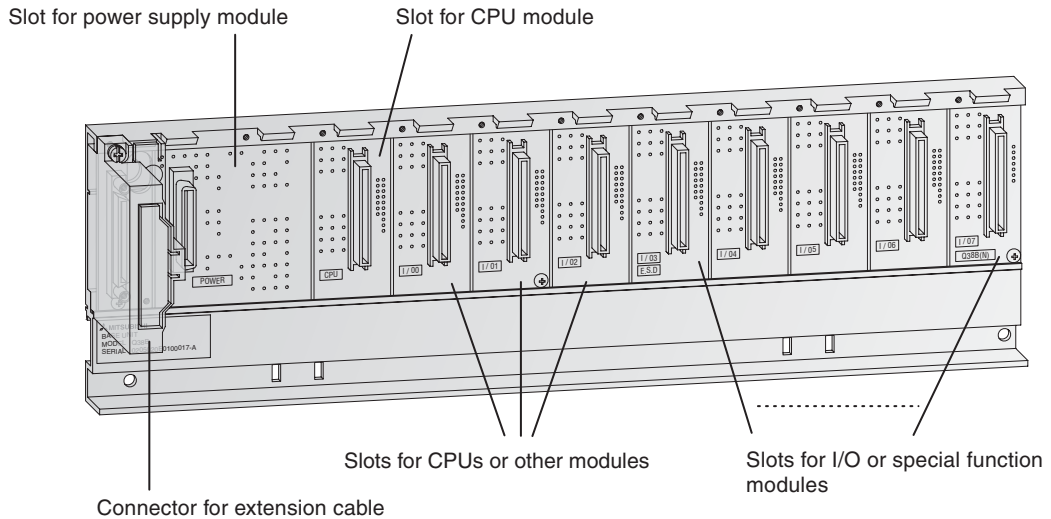 Slot for power supply module
Slot for CPU module
POWER
CPU
I / 00
I / 01
I / 02
I / 03
E.S.D
I / 04
I / 05
I / 06
I / 07
Q38B(N)
MITSUBISHI
BASE UNIT
SERIAL
0100017-A
Slots for CPUs or other modules
Slots for I/O or special function
modules
Connector for extension cable